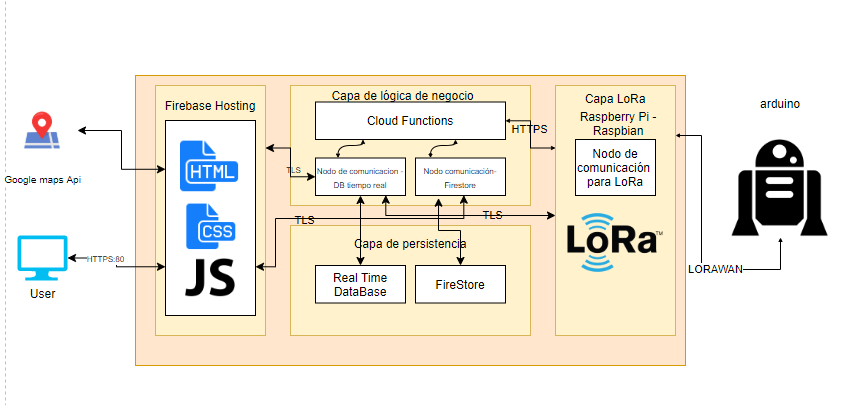 Google maps Api
HTTPS:80
User
Firebase Hosting
HTML
CSS
JS
TLS
TLS
Capa de lógica de negocio
Cloud Functions
Nodo de comunicacion -
DB tiempo real
Nodo comunicación-
Firestore
HTTPS
TLS
Capa de persistencia
Real Time
DataBase
FireStore
Capa LoRa
Raspberry Pi -
Raspbian
Nodo de
comunicación
para LoRa
LoRa™
LORAWAN
arduino